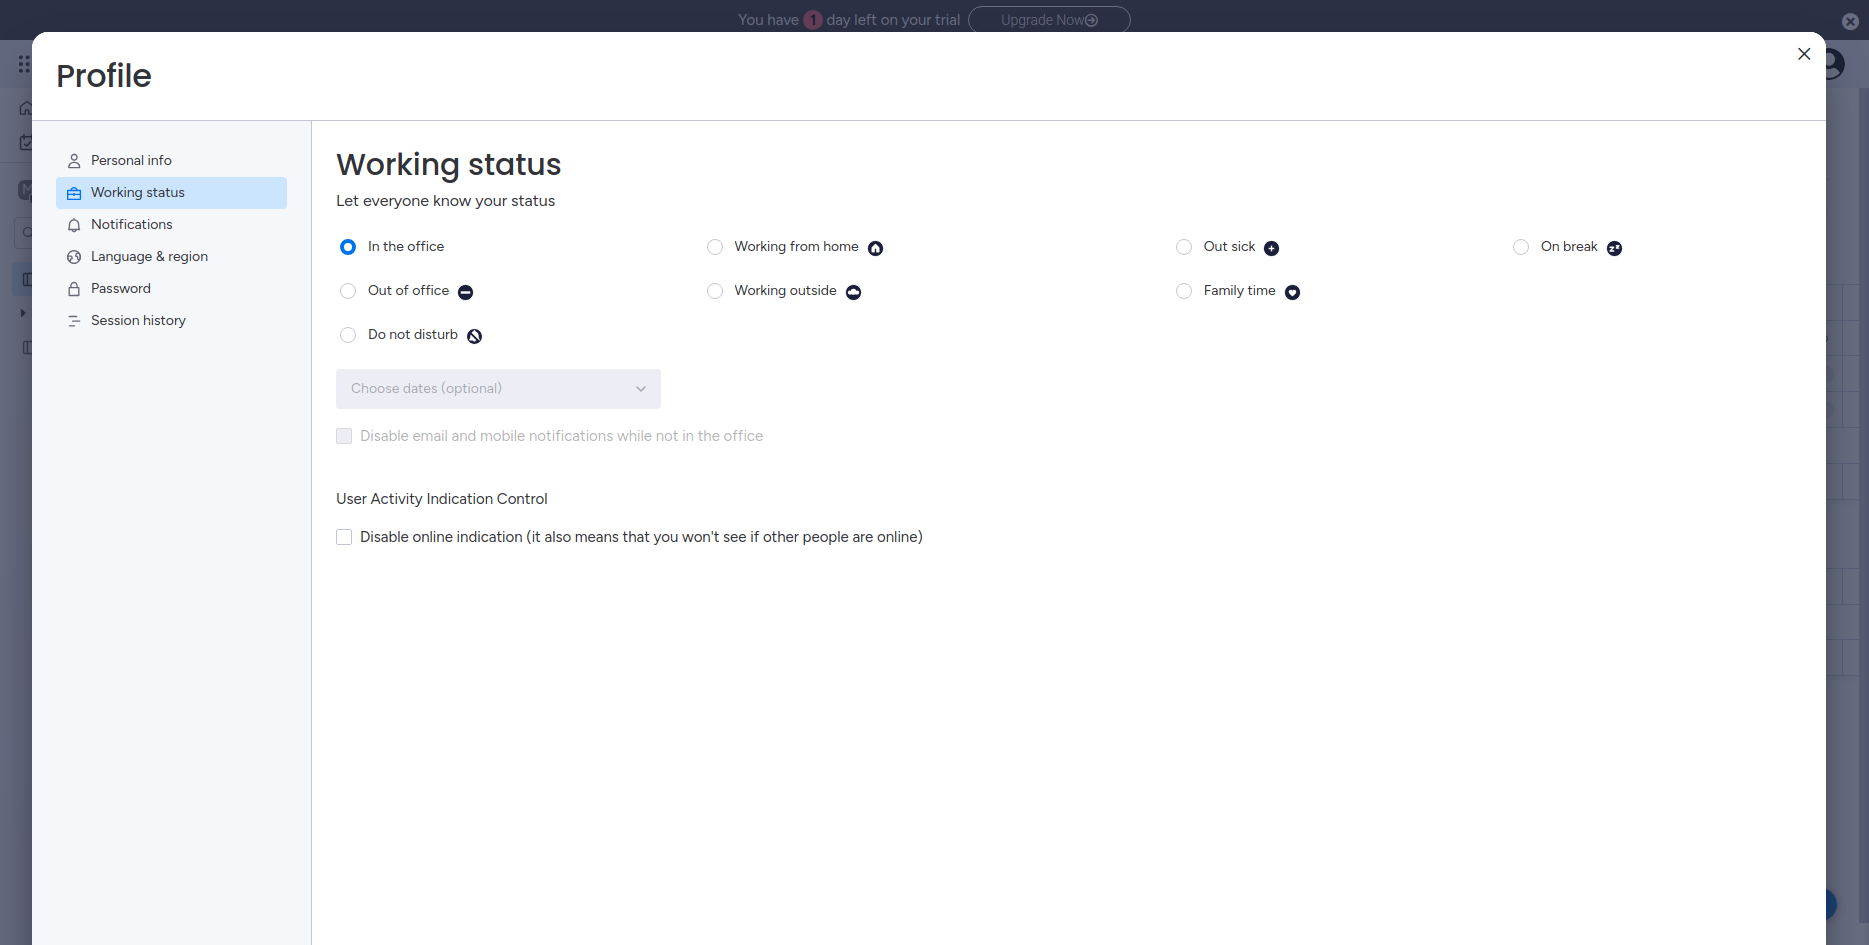 You have 1 day left on your trial Upgrade Now
Profile
Personal info
Working status
Notifications
Language & region
Password
Session history
Working status
Let everyone know your status
In the office Working from home Out sick On break
Out of office Working outside Family time
Do not disturb
Choose dates (optional)
Disable email and mobile notifications while not in the office
User Activity Indication Control
Disable online indication (it also means that you won't see if other people are online)